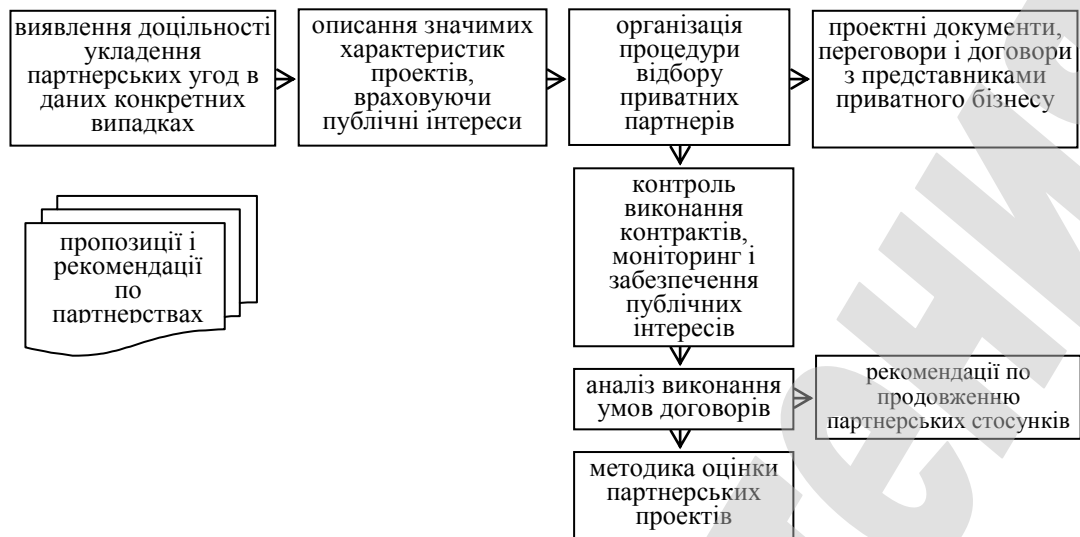 виявлення доцільності
укладення
партнерських угод в
даних конкретних
випадках
описання значимих
характеристик
проектів,
враховуючи
публічні інтереси
організація
процедури
відбору
приватних
партнерів
проектні документи,
переговори і договори
з представниками
приватного бізнесу
пропозиції і
рекомендації
по
партнерствах
контроль
виконання
контрактів,
моніторинг і
забезпечення
публічних
інтересів
аналіз виконання
умов договорів
рекомендації по
продовженню
партнерських стосунків
методика оцінки
партнерських
проектів